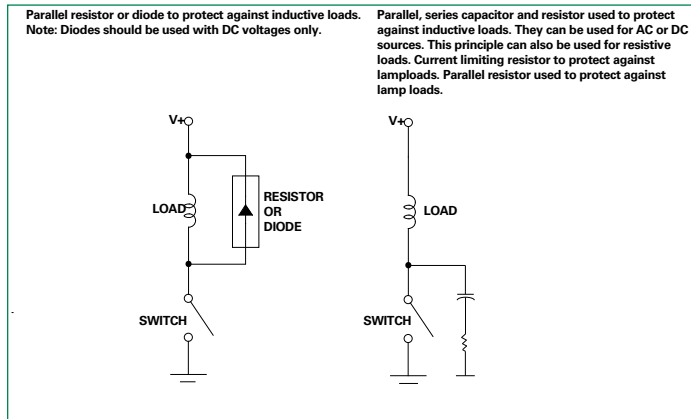 Parallel resistor or diode to protect against inductive loads.
Note: Diodes should be used with DC voltages only.
Parallel, series capacitor and resistor used to protect
against inductive loads. They can be used for AC or DC
sources. This principle can also be used for resistive
loads. Current limiting resistor to protect against
lamploads. Parallel resistor used to protect against
lamp loads.
V+
LOAD
RESISTOR
OR
DIODE
SWITCH
V+
LOAD
SWITCH